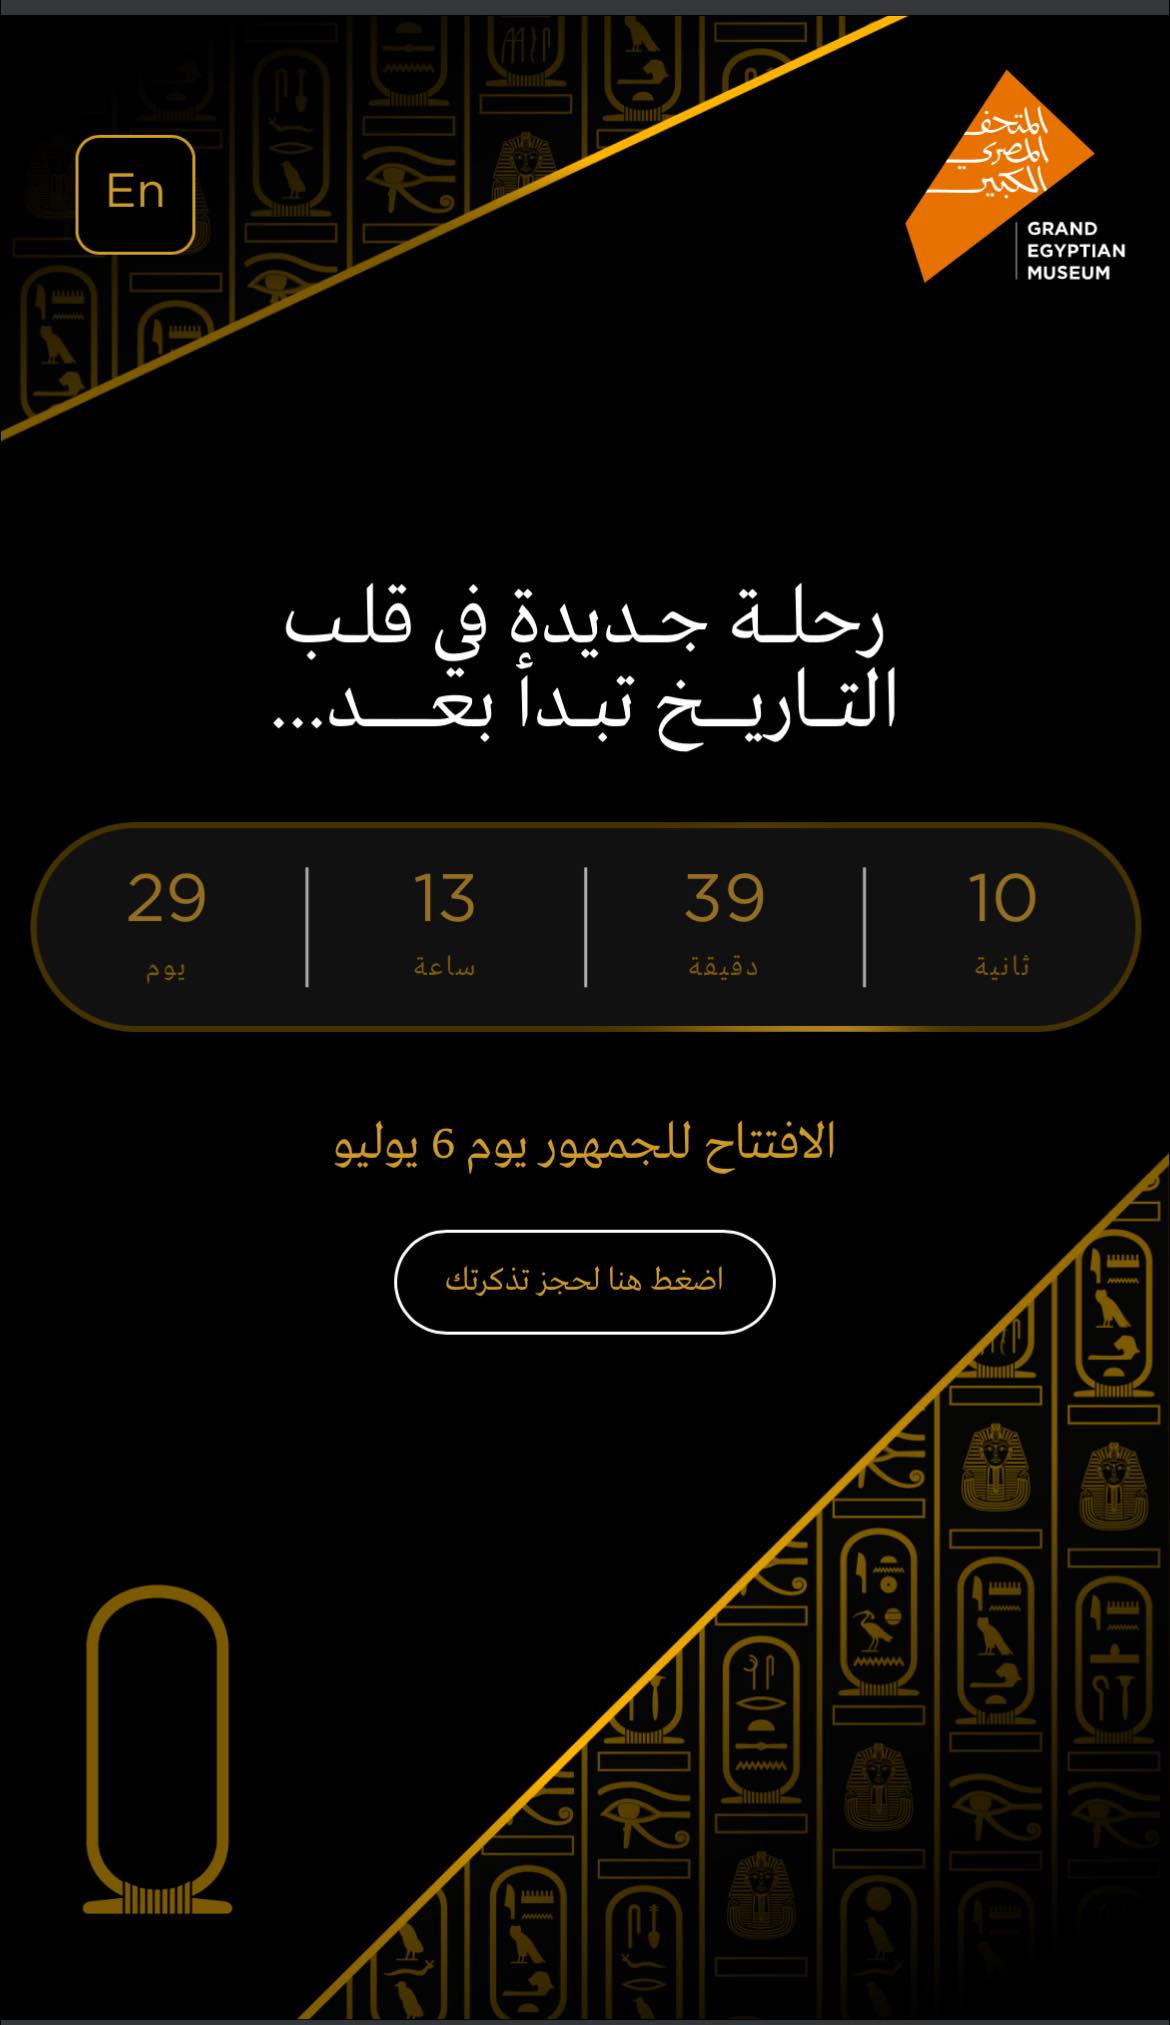 En
المتحف
المصري
الكبير
GRAND
EGYPTIAN
MUSEUM
رحلة جديدة في قلب
التاريخ تبدأ بعد...
29
يوم
13
ساعة
39
دقيقة
10
ثانية
الافتتاح للجمهور يوم 6 يوليو
اضغط هنا لحجز تذكرتك